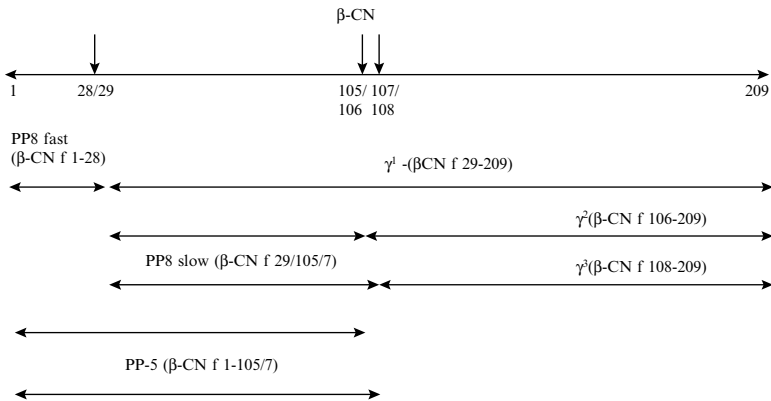 β-CN
1 28/29 105/ 107/ 209
106 108
PP8 fast
(β-CN f 1-28)
γ¹ -(βCN f 29-209)
γ²(β-CN f 106-209)
PP8 slow (β-CN f 29/105/7)
γ³(β-CN f 108-209)
PP-5 (β-CN f 1-105/7)